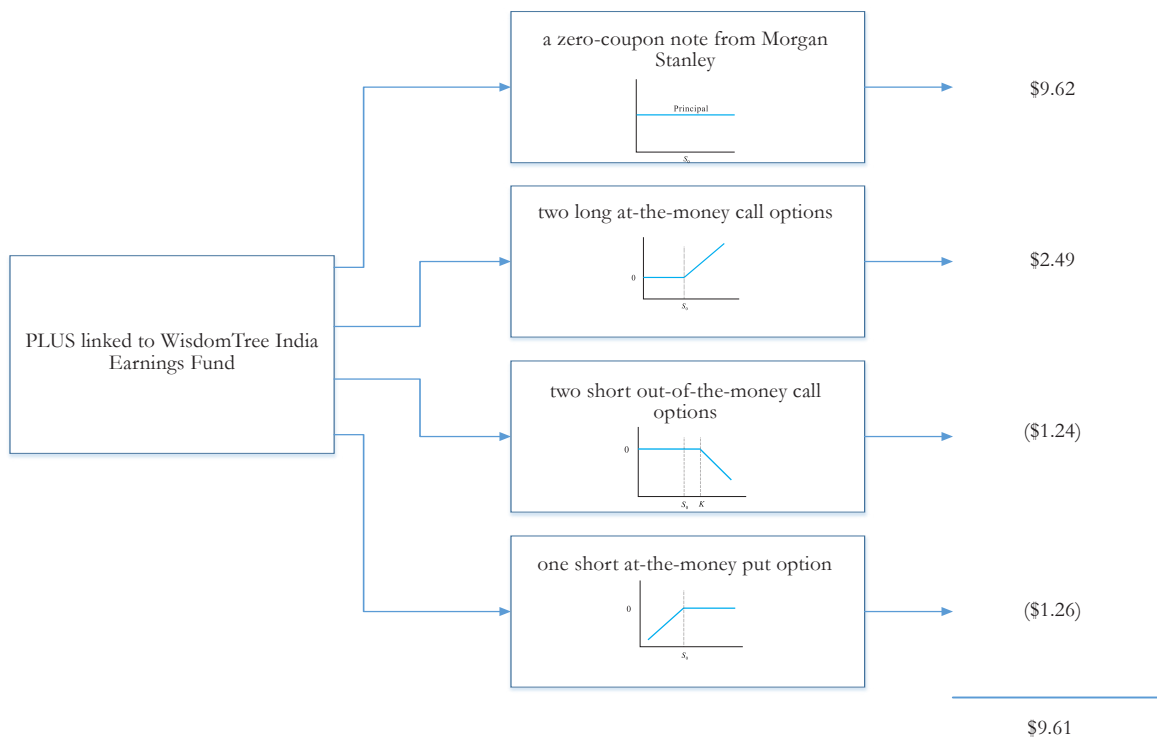 a zero-coupon note from Morgan
Stanley
Principal
S₀
$9.62
two long at-the-money call options
0
S₀
$2.49
PLUS linked to WisdomTree India
Earnings Fund
two short out-of-the-money call
options
0
S₀ K
($1.24)
one short at-the-money put option
0
S₀
($1.26)
$9.61